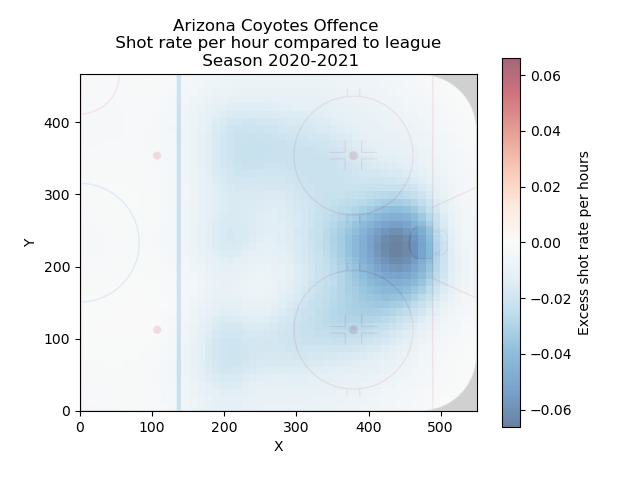 Arizona Coyotes Offence
Shot rate per hour compared to league
Season 2020-2021
400
300
200
100
0
Y
0 100 200 300 400 500
X
0.06
0.04
0.02
0.00
−0.02
−0.04
−0.06
Excess shot rate per hours